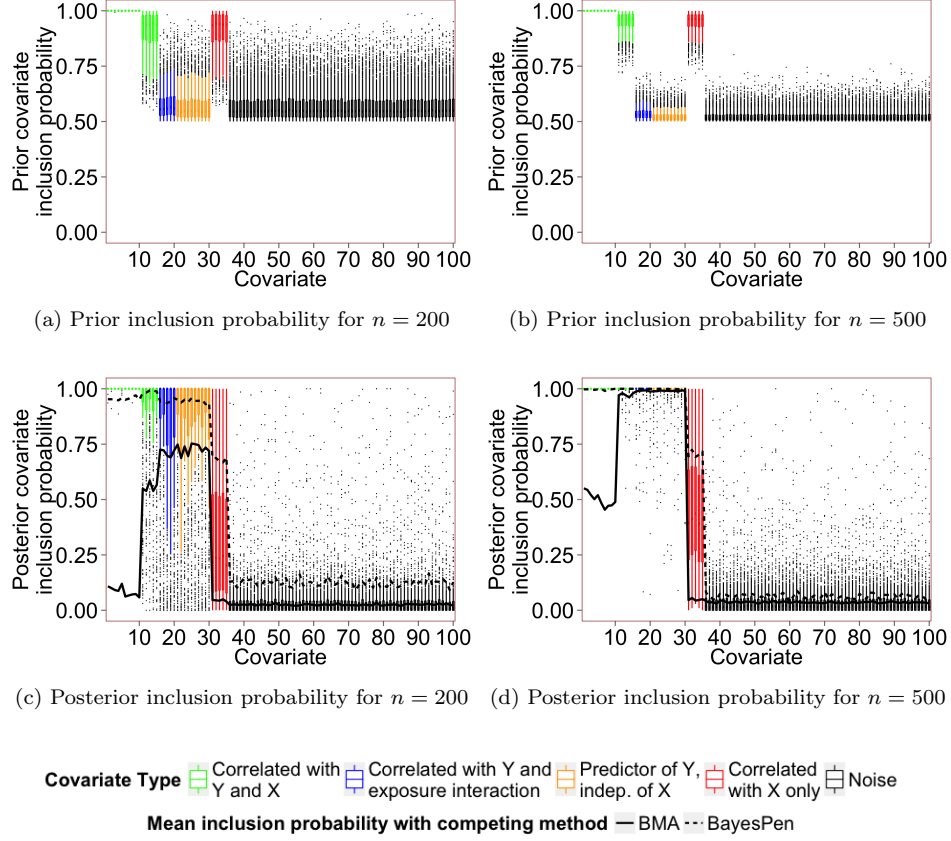 Prior covariate
inclusion probability
1.00
0.75
0.50
0.25
0.00
10 20 30 40 50 60 70 80 90 100
Covariate
(a) Prior inclusion probability for n = 200
Prior covariate
inclusion probability
1.00
0.75
0.50
0.25
0.00
10 20 30 40 50 60 70 80 90 100
Covariate
(b) Prior inclusion probability for n = 500
Posterior covariate
inclusion probability
1.00
0.75
0.50
0.25
0.00
10 20 30 40 50 60 70 80 90 100
Covariate
(c) Posterior inclusion probability for n = 200
Posterior covariate
inclusion probability
1.00
0.75
0.50
0.25
0.00
10 20 30 40 50 60 70 80 90 100
Covariate
(d) Posterior inclusion probability for n = 500
Covariate Type
Correlated with
Y and X
Correlated with Y and
exposure interaction
Predictor of Y,
indep. of X
Correlated
with X only
Noise
Mean inclusion probability with competing method BMA BayesPen